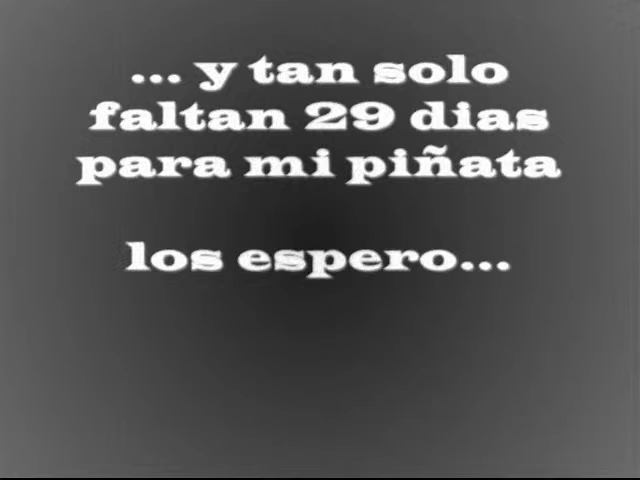 ... y tan solo
faltan 29 dias
para mi piñata
los espero...